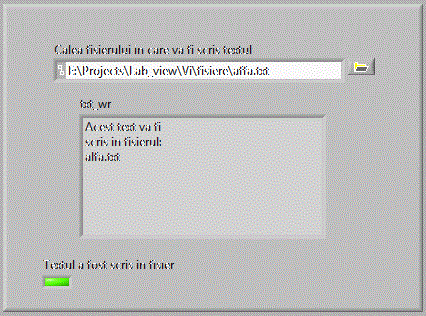 Calea fisierului in care va fi scris textul
I:\Projects\Lab_view\Vi\fisiere\alfa.txt
txt_wr
Acest text va fi
scris in fisierul:
alfa.txt
Textul a fost scris in fisier